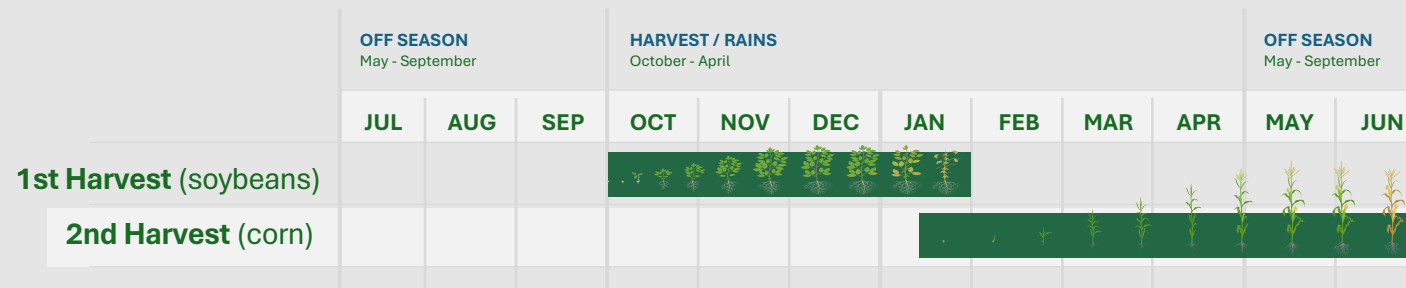 OFF SEASON
May - September
HARVEST / RAINS
October - April
OFF SEASON
May - September
JUL AUG SEP OCT NOV DEC JAN FEB MAR APR MAY JUN
1st Harvest (soybeans)
2nd Harvest (corn)